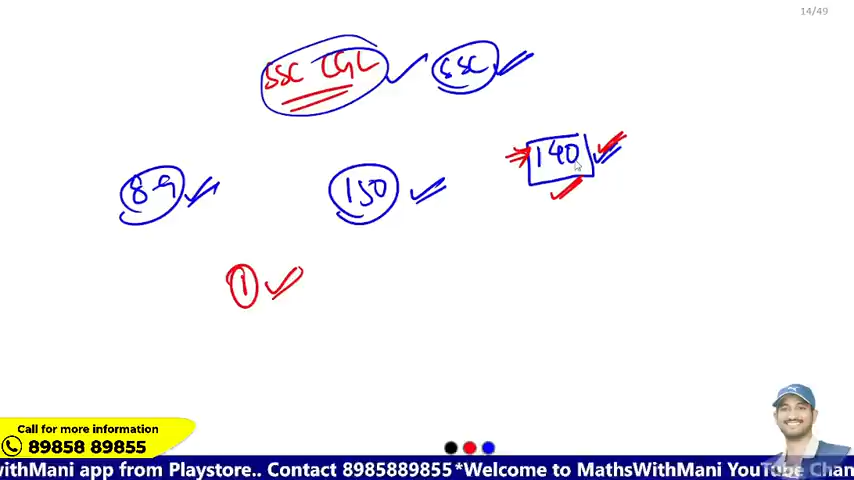 14/49
SSC CGL SSC
89 150 140
1
Call for more information
89858 89855
withMani app from Playstore.. Contact 8985889855*Welcome to MathsWithMani YouTube Chan